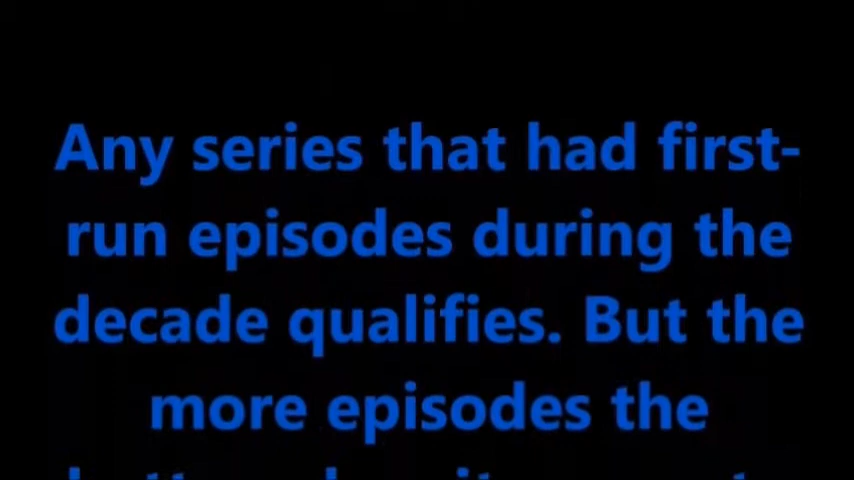 Any series that had first-
run episodes during the
decade qualifies. But the
more episodes the